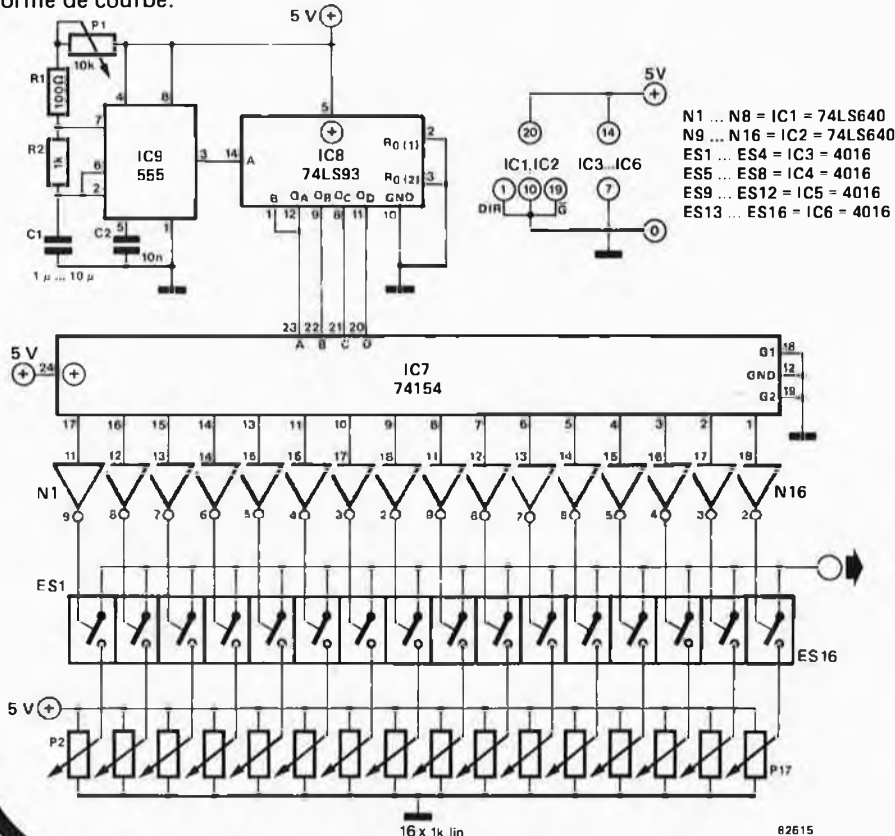 orme de courbe.
5 V
P1
10k
R1
100Ω
R2
1k
C1
1 µ ... 10 µ
C2
10n
4
8
7
6
2
5
1
3
IC9
555
14
A
5
IC8
74LS93
R0 (1)
R0 (2)
2
3
B
QA
QB
QC
QD
GND
1
12
9
8
11
10
5V
20
14
IC1,IC2
IC3...IC6
1
10
19
7
DIR
G
0
N1 ... N8 = IC1 = 74LS640
N9 ... N16 = IC2 = 74LS640
ES1 ... ES4 = IC3 = 4016
ES5 ... ES8 = IC4 = 4016
ES9 ... ES12 = IC5 = 4016
ES13 ... ES16 = IC6 = 4016
23 22 21 20
A B C D
5 V
24
IC7
74154
G1 18
GND 12
G2 19
17 16 15 14 13 11 10 9 8 7 6 5 4 3 2 1
11 12 13 14 15 16 17 18 11 12 13 14 15 16 17 18
N1
N16
9 8 7 6 5 4 3 2 9 8 7 6 5 4 3 2
ES1
ES16
5 V
P2
P17
16 x 1k lin
82615